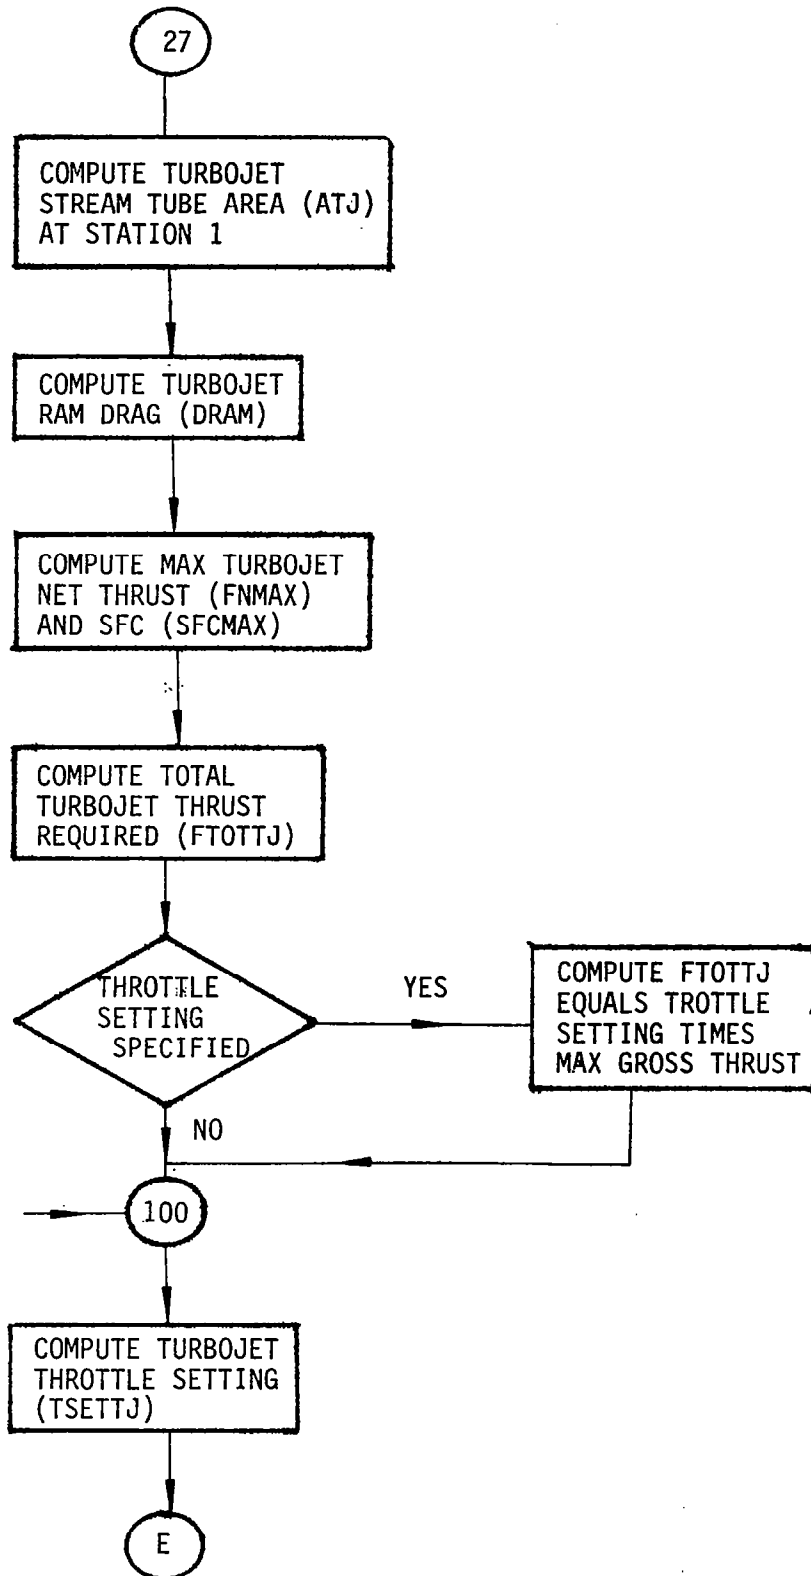 27
COMPUTE TURBOJET
STREAM TUBE AREA (ATJ)
AT STATION 1
COMPUTE TURBOJET
RAM DRAG (DRAM)
COMPUTE MAX TURBOJET
NET THRUST (FNMAX)
AND SFC (SFCMAX)
COMPUTE TOTAL
TURBOJET THRUST
REQUIRED (FTOTTJ)
THROTTLE
SETTING
SPECIFIED
YES
COMPUTE FTOTTJ
EQUALS TROTTLE
SETTING TIMES
MAX GROSS THRUST
NO
100
COMPUTE TURBOJET
THROTTLE SETTING
(TSETTJ)
E